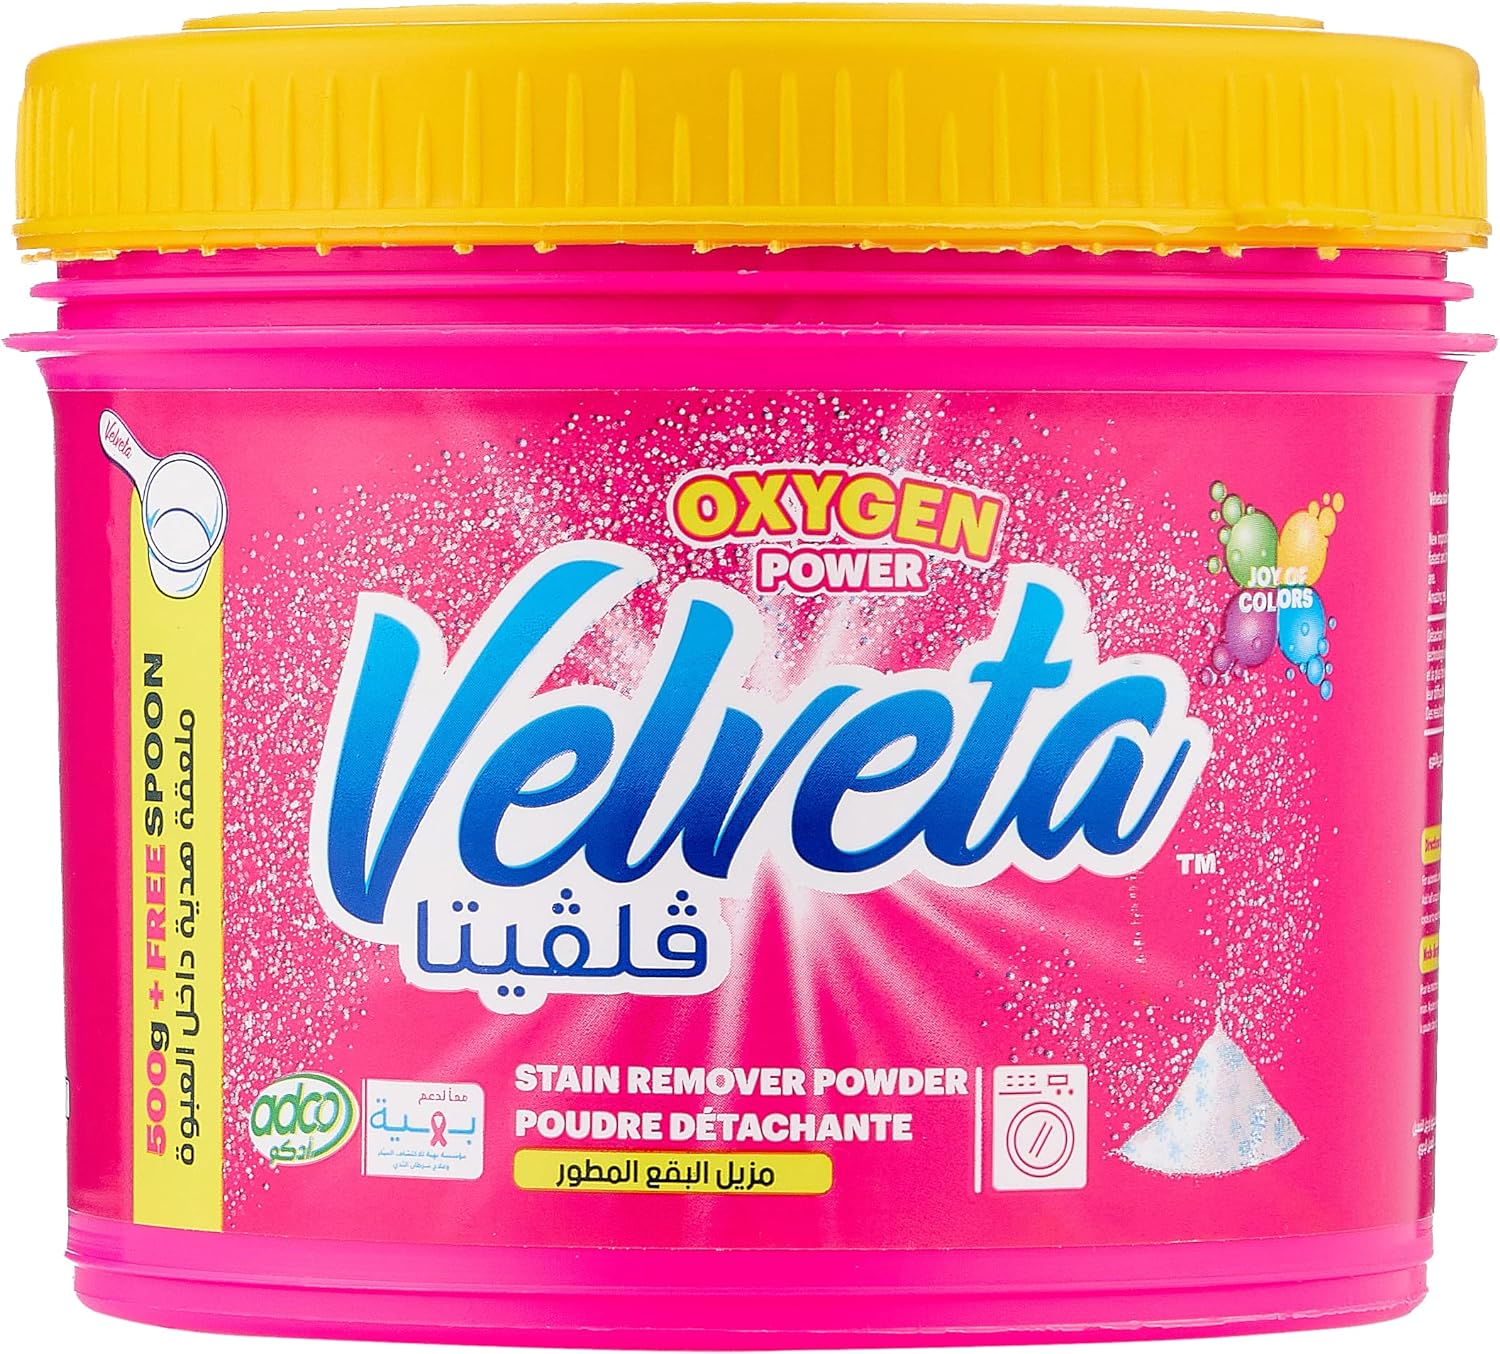 OXYGEN
POWER
Velveta
ڤلڤيتا
TM
JOY OF
COLORS
Velveta
500g + FREE SPOON
ملعقة هدية داخل العبوة
adco
أدكو
معاً لدعم
بهية
STAIN REMOVER POWDER
POUDRE DÉTACHANTE
مزيل البقع المطور